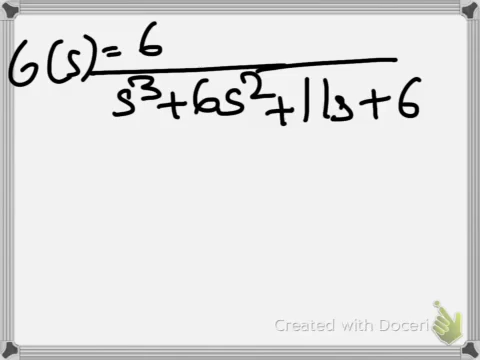 G(s) = 6
s³+6s²+11s+6
Created with Doceri